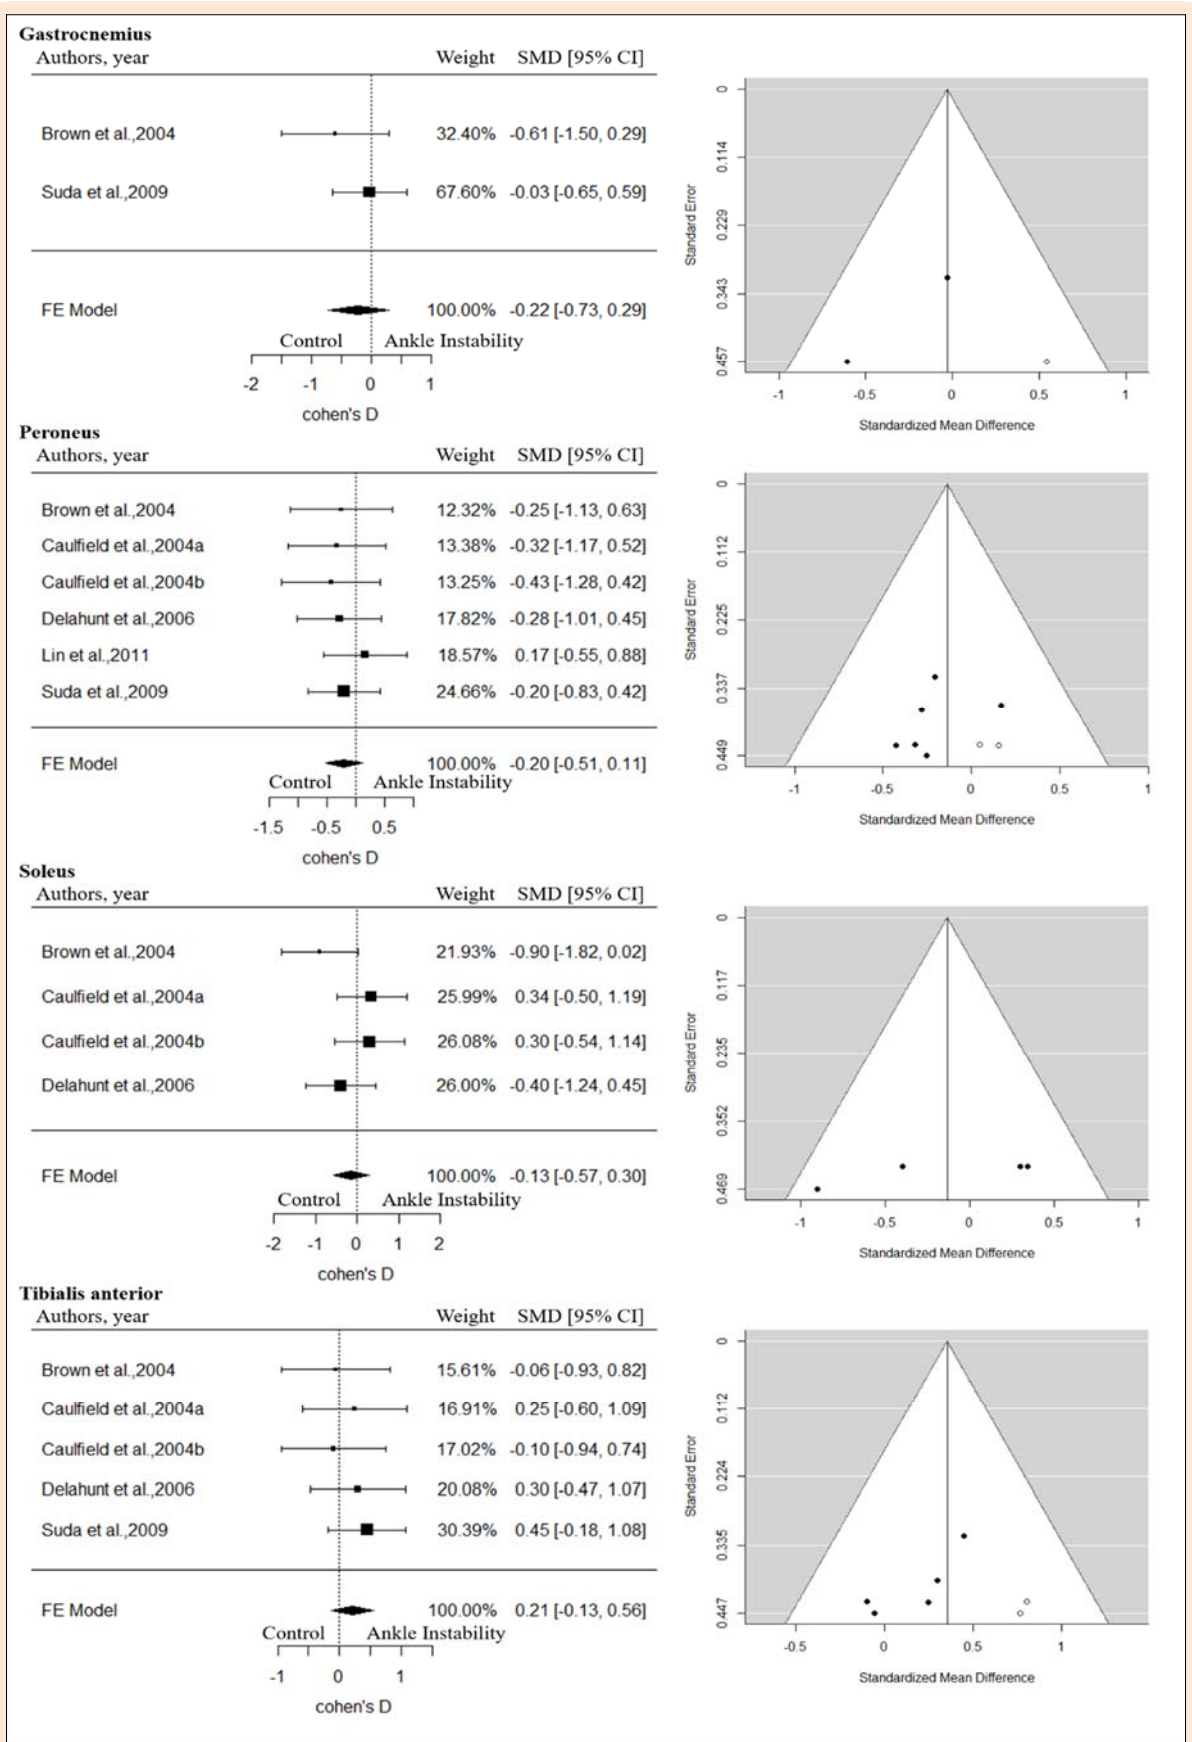 Gastrocnemius
Authors, year Weight SMD [95% CI]
Brown et al.,2004 32.40% -0.61 [-1.50, 0.29]
Suda et al.,2009 67.60% -0.03 [-0.65, 0.59]
FE Model 100.00% -0.22 [-0.73, 0.29]
Control Ankle Instability
-2 -1 0 1
cohen's D
0 0.114 0.229 0.343 0.457
Standard Error
-1 -0.5 0 0.5 1
Standardized Mean Difference
Peroneus
Authors, year Weight SMD [95% CI]
Brown et al.,2004 12.32% -0.25 [-1.13, 0.63]
Caulfield et al.,2004a 13.38% -0.32 [-1.17, 0.52]
Caulfield et al.,2004b 13.25% -0.43 [-1.28, 0.42]
Delahunt et al.,2006 17.82% -0.28 [-1.01, 0.45]
Lin et al.,2011 18.57% 0.17 [-0.55, 0.88]
Suda et al.,2009 24.66% -0.20 [-0.83, 0.42]
FE Model 100.00% -0.20 [-0.51, 0.11]
Control Ankle Instability
-1.5 -0.5 0.5
cohen's D
0 0.112 0.225 0.337 0.449
Standard Error
-1 -0.5 0 0.5 1
Standardized Mean Difference
Soleus
Authors, year Weight SMD [95% CI]
Brown et al.,2004 21.93% -0.90 [-1.82, 0.02]
Caulfield et al.,2004a 25.99% 0.34 [-0.50, 1.19]
Caulfield et al.,2004b 26.08% 0.30 [-0.54, 1.14]
Delahunt et al.,2006 26.00% -0.40 [-1.24, 0.45]
FE Model 100.00% -0.13 [-0.57, 0.30]
Control Ankle Instability
-2 -1 0 1 2
cohen's D
0 0.117 0.235 0.352 0.469
Standard Error
-1 -0.5 0 0.5 1
Standardized Mean Difference
Tibialis anterior
Authors, year Weight SMD [95% CI]
Brown et al.,2004 15.61% -0.06 [-0.93, 0.82]
Caulfield et al.,2004a 16.91% 0.25 [-0.60, 1.09]
Caulfield et al.,2004b 17.02% -0.10 [-0.94, 0.74]
Delahunt et al.,2006 20.08% 0.30 [-0.47, 1.07]
Suda et al.,2009 30.39% 0.45 [-0.18, 1.08]
FE Model 100.00% 0.21 [-0.13, 0.56]
Control Ankle Instability
-1 0 1
cohen's D
0 0.112 0.224 0.335 0.447
Standard Error
-0.5 0 0.5 1
Standardized Mean Difference